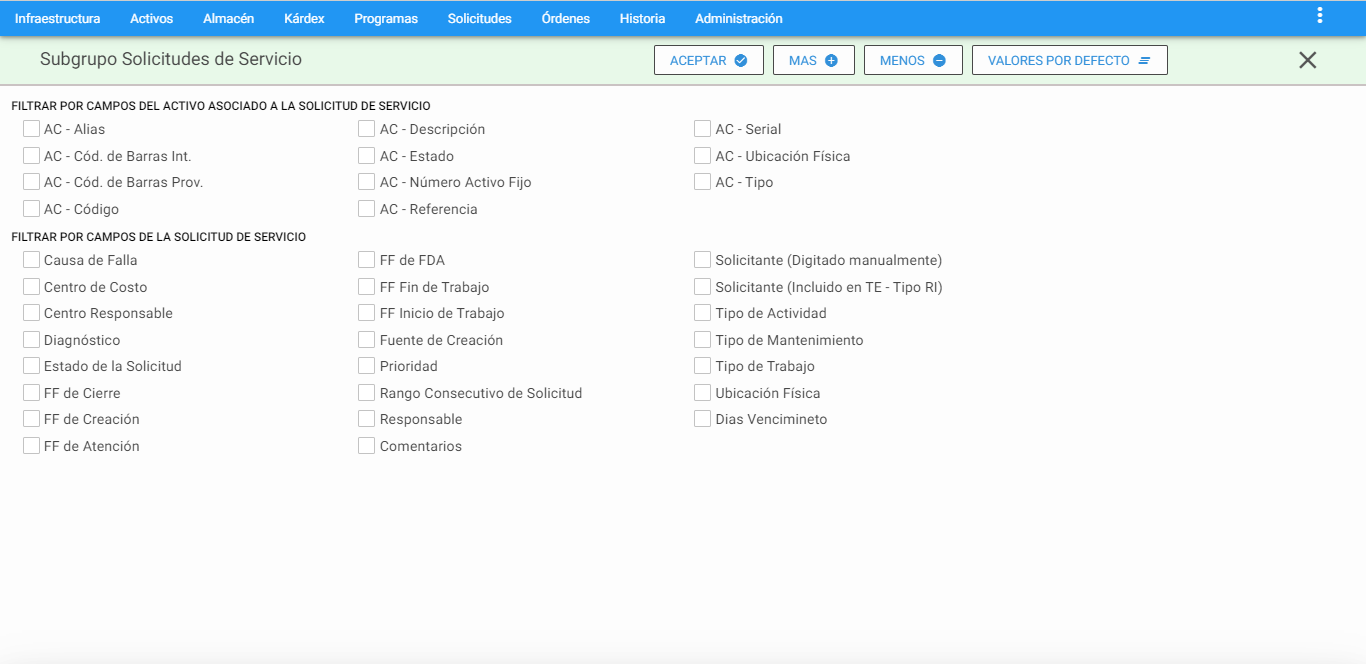 Infraestructura Activos Almacén Kárdex Programas Solicitudes Órdenes Historia Administración
Subgrupo Solicitudes de Servicio ACEPTAR MAS MENOS VALORES POR DEFECTO
FILTRAR POR CAMPOS DEL ACTIVO ASOCIADO A LA SOLICITUD DE SERVICIO
AC - Alias AC - Descripción AC - Serial
AC - Cód. de Barras Int. AC - Estado AC - Ubicación Física
AC - Cód. de Barras Prov. AC - Número Activo Fijo AC - Tipo
AC - Código AC - Referencia
FILTRAR POR CAMPOS DE LA SOLICITUD DE SERVICIO
Causa de Falla FF de FDA Solicitante (Digitado manualmente)
Centro de Costo FF Fin de Trabajo Solicitante (Incluido en TE - Tipo RI)
Centro Responsable FF Inicio de Trabajo Tipo de Actividad
Diagnóstico Fuente de Creación Tipo de Mantenimiento
Estado de la Solicitud Prioridad Tipo de Trabajo
FF de Cierre Rango Consecutivo de Solicitud Ubicación Física
FF de Creación Responsable Dias Vencimineto
FF de Atención Comentarios